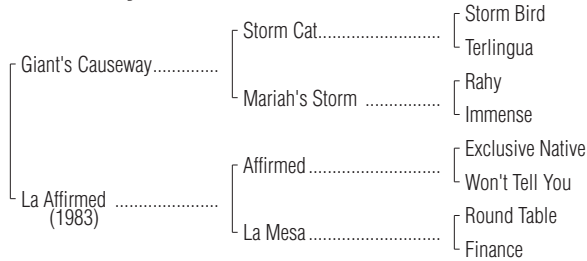 Storm Bird
Storm Cat......................................
Terlingua
Giant's Causeway..............
Rahy
Mariah's Storm .......................
Immense
Exclusive Native
Affirmed ....................................
Won't Tell You
La Affirmed ......................
(1983)
Round Table
La Mesa......................................
Finance